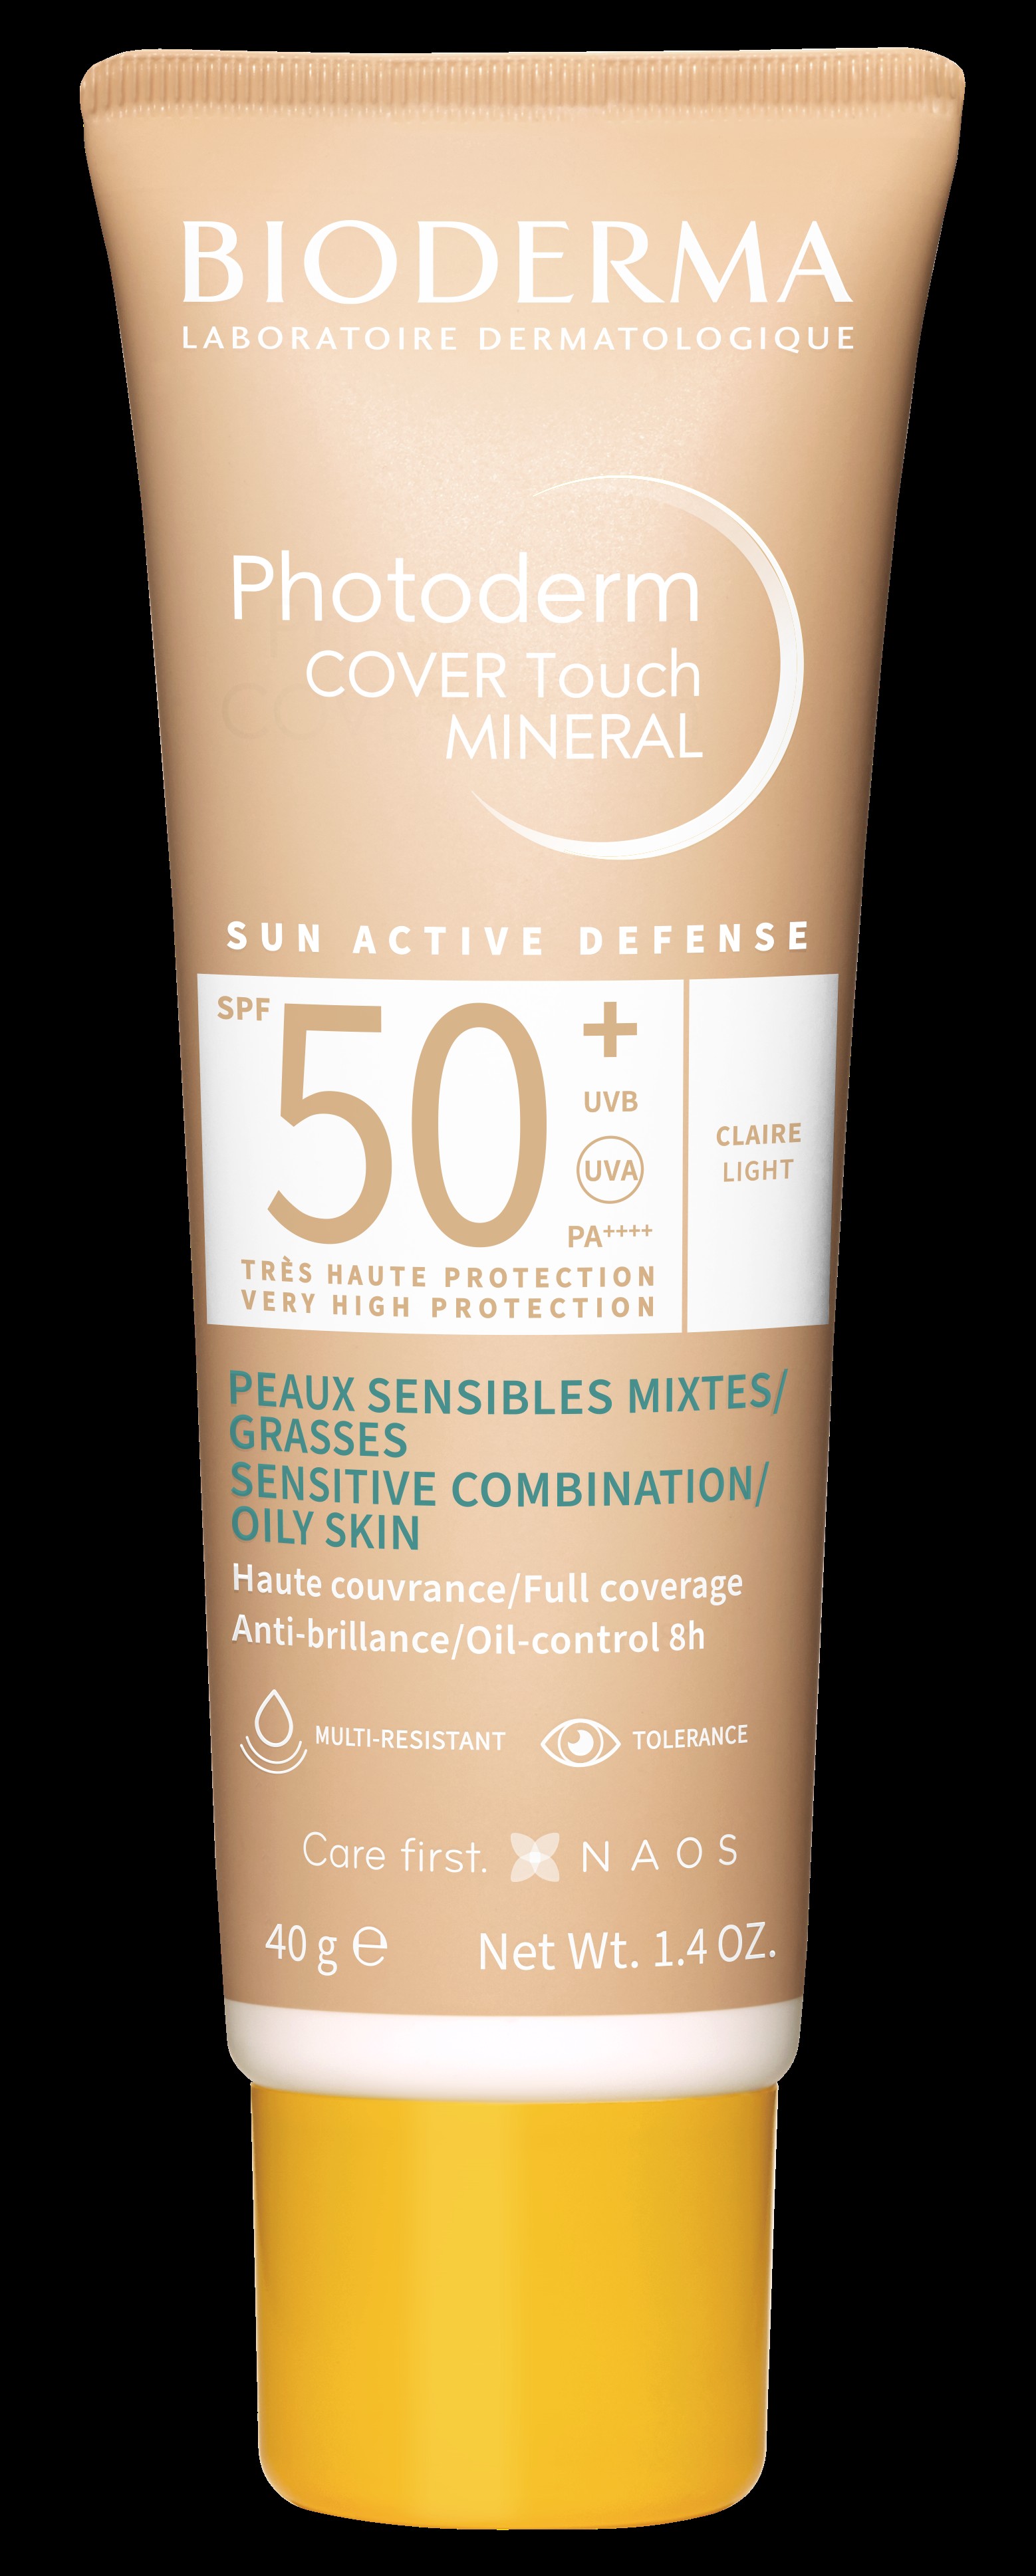 BIODERMA
LABORATOIRE DERMATOLOGIQUE
Photoderm
COVER Touch
MINERAL
SUN ACTIVE DEFENSE
SPF 50+
UVB
UVA
PA++++
TRÈS HAUTE PROTECTION
VERY HIGH PROTECTION
CLAIRE
LIGHT
PEAUX SENSIBLES MIXTES/
GRASSES
SENSITIVE COMBINATION/
OILY SKIN
Haute couvrance/Full coverage
Anti-brillance/Oil-control 8h
MULTI-RESISTANT
TOLERANCE
Care first. NAOS
40 g ℮ Net Wt. 1.4 OZ.